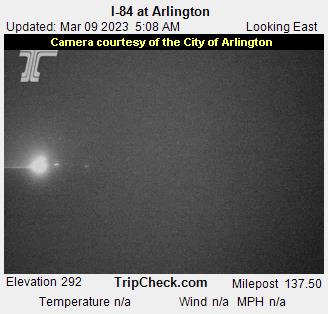 I-84 at Arlington
Updated: Mar 09 2023 5:08 AM Looking East
Camera courtesy of the City of Arlington
Elevation 292 TripCheck.com Milepost 137.50
Temperature n/a Wind n/a MPH n/a